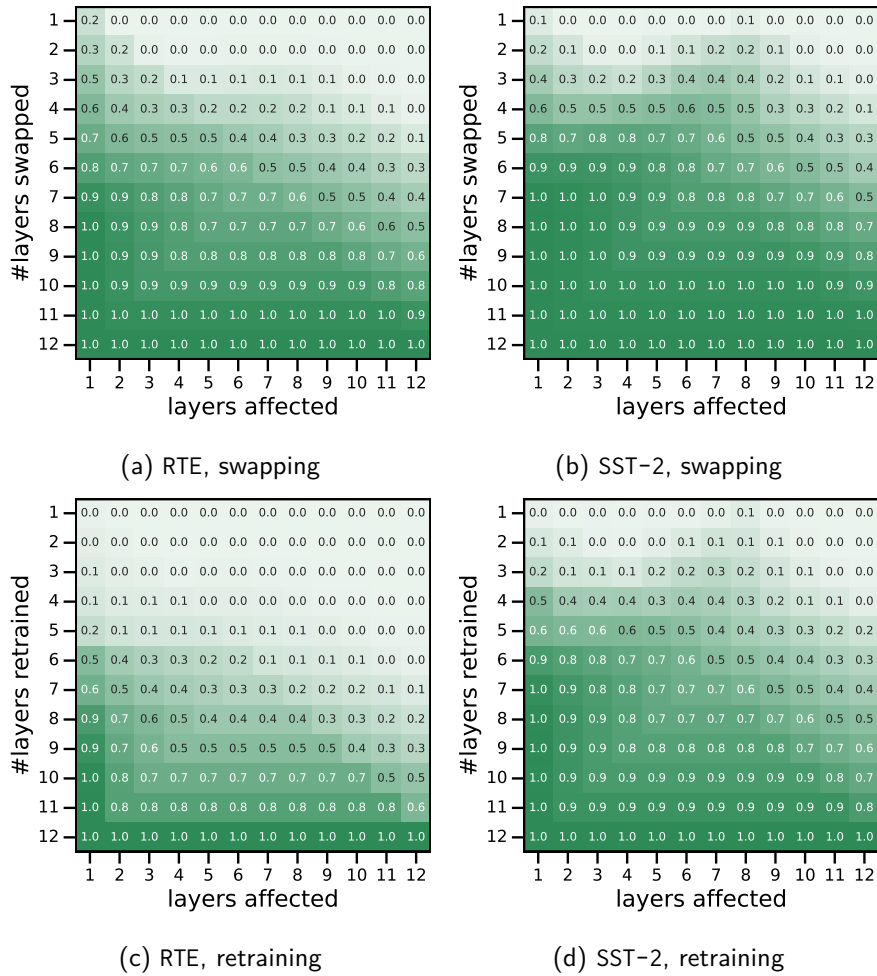 1 0.2 0.0 0.0 0.0 0.0 0.0 0.0 0.0 0.0 0.0 0.0 0.0
2 0.3 0.2 0.0 0.0 0.0 0.0 0.0 0.0 0.0 0.0 0.0 0.0
3 0.5 0.3 0.2 0.1 0.1 0.1 0.1 0.1 0.0 0.0 0.0 0.0
4 0.6 0.4 0.3 0.3 0.2 0.2 0.2 0.1 0.1 0.1 0.1 0.0
5 0.7 0.6 0.5 0.5 0.5 0.4 0.4 0.3 0.3 0.2 0.2 0.1
6 0.8 0.7 0.7 0.7 0.6 0.6 0.5 0.5 0.4 0.4 0.3 0.3
7 0.9 0.9 0.8 0.8 0.7 0.7 0.7 0.6 0.5 0.5 0.4 0.4
8 1.0 0.9 0.9 0.8 0.8 0.7 0.7 0.7 0.7 0.6 0.6 0.5
9 1.0 0.9 0.9 0.8 0.8 0.8 0.8 0.8 0.8 0.8 0.7 0.6
10 1.0 0.9 0.9 0.9 0.9 0.9 0.9 0.9 0.9 0.9 0.8 0.8
11 1.0 1.0 1.0 1.0 1.0 1.0 1.0 1.0 1.0 1.0 1.0 0.9
12 1.0 1.0 1.0 1.0 1.0 1.0 1.0 1.0 1.0 1.0 1.0 1.0
#layers swapped
1 2 3 4 5 6 7 8 9 10 11 12
layers affected
(a) RTE, swapping
1 0.1 0.0 0.0 0.0 0.0 0.0 0.0 0.1 0.0 0.0 0.0 0.0
2 0.2 0.1 0.0 0.0 0.1 0.1 0.2 0.2 0.1 0.0 0.0 0.0
3 0.4 0.3 0.2 0.2 0.3 0.4 0.4 0.4 0.2 0.1 0.1 0.0
4 0.6 0.5 0.5 0.5 0.5 0.6 0.5 0.5 0.3 0.3 0.2 0.1
5 0.8 0.7 0.8 0.8 0.7 0.7 0.6 0.5 0.5 0.4 0.3 0.3
6 0.9 0.9 0.9 0.9 0.8 0.8 0.8 0.7 0.6 0.5 0.5 0.4
7 1.0 1.0 1.0 0.9 0.9 0.8 0.8 0.8 0.7 0.7 0.6 0.5
8 1.0 1.0 1.0 0.9 0.9 0.9 0.9 0.9 0.8 0.8 0.8 0.7
9 1.0 1.0 1.0 0.9 0.9 0.9 0.9 0.9 0.9 0.9 0.9 0.8
10 1.0 1.0 1.0 1.0 1.0 1.0 1.0 1.0 1.0 1.0 0.9 0.9
11 1.0 1.0 1.0 1.0 1.0 1.0 1.0 1.0 1.0 1.0 1.0 1.0
12 1.0 1.0 1.0 1.0 1.0 1.0 1.0 1.0 1.0 1.0 1.0 1.0
#layers swapped
1 2 3 4 5 6 7 8 9 10 11 12
layers affected
(b) SST-2, swapping
1 0.0 0.0 0.0 0.0 0.0 0.0 0.0 0.0 0.0 0.0 0.0 0.0
2 0.0 0.0 0.0 0.0 0.0 0.0 0.0 0.0 0.0 0.0 0.0 0.0
3 0.1 0.0 0.0 0.0 0.0 0.0 0.0 0.0 0.0 0.0 0.0 0.0
4 0.1 0.1 0.1 0.1 0.0 0.0 0.0 0.0 0.0 0.0 0.0 0.0
5 0.2 0.1 0.1 0.1 0.1 0.1 0.1 0.1 0.0 0.0 0.0 0.0
6 0.5 0.4 0.3 0.3 0.2 0.2 0.1 0.1 0.1 0.1 0.0 0.0
7 0.6 0.5 0.4 0.4 0.3 0.3 0.3 0.2 0.2 0.2 0.1 0.1
8 0.9 0.7 0.6 0.5 0.4 0.4 0.4 0.4 0.3 0.3 0.2 0.2
9 0.9 0.7 0.6 0.5 0.5 0.5 0.5 0.5 0.5 0.4 0.3 0.3
10 1.0 0.8 0.7 0.7 0.7 0.7 0.7 0.7 0.7 0.7 0.5 0.5
11 1.0 0.8 0.8 0.8 0.8 0.8 0.8 0.8 0.8 0.8 0.8 0.6
12 1.0 1.0 1.0 1.0 1.0 1.0 1.0 1.0 1.0 1.0 1.0 1.0
#layers retrained
1 2 3 4 5 6 7 8 9 10 11 12
layers affected
(c) RTE, retraining
1 0.0 0.0 0.0 0.0 0.0 0.0 0.0 0.1 0.0 0.0 0.0 0.0
2 0.1 0.1 0.0 0.0 0.0 0.1 0.1 0.1 0.0 0.0 0.0 0.0
3 0.2 0.1 0.1 0.1 0.2 0.2 0.3 0.2 0.1 0.0 0.0 0.0
4 0.5 0.4 0.4 0.4 0.3 0.4 0.4 0.3 0.2 0.1 0.1 0.0
5 0.6 0.6 0.6 0.6 0.5 0.5 0.4 0.4 0.3 0.3 0.2 0.2
6 0.9 0.8 0.8 0.7 0.7 0.6 0.5 0.5 0.4 0.4 0.3 0.3
7 1.0 0.9 0.8 0.8 0.7 0.7 0.7 0.6 0.5 0.5 0.4 0.4
8 1.0 0.9 0.9 0.8 0.7 0.7 0.7 0.7 0.7 0.6 0.5 0.5
9 1.0 0.9 0.9 0.8 0.8 0.8 0.8 0.8 0.8 0.7 0.7 0.6
10 1.0 0.9 0.9 0.9 0.9 0.9 0.9 0.9 0.9 0.9 0.8 0.7
11 1.0 0.9 0.9 0.9 0.9 0.9 0.9 0.9 0.9 0.9 0.9 0.8
12 1.0 1.0 1.0 1.0 1.0 1.0 1.0 1.0 1.0 1.0 1.0 1.0
#layers retrained
1 2 3 4 5 6 7 8 9 10 11 12
layers affected
(d) SST-2, retraining